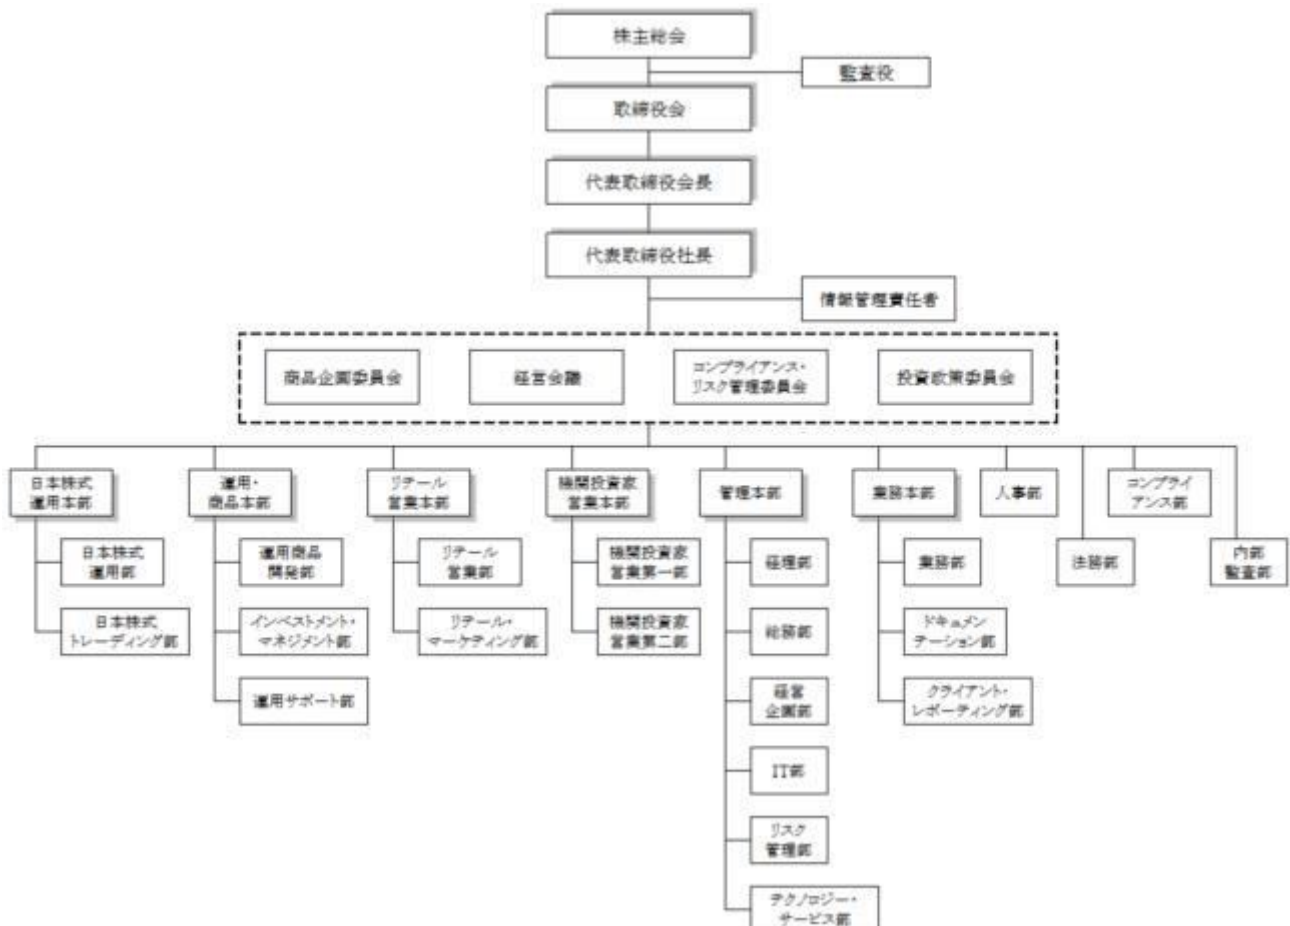 株主総会
監査役
取締役会
代表取締役会長
代表取締役社長
情報管理責任者
商品企画委員会
経営会議
コンプライアンス・
リスク管理委員会
投資政策委員会
日本株式
運用本部
運用・
商品本部
リテール
営業本部
機関投資家
営業本部
管理本部
業務本部
人事部
コンプライ
アンス部
日本株式
運用部
運用商品
開発部
リテール
営業部
機関投資家
営業第一部
経理部
業務部
法務部
内部
監査部
日本株式
トレーディング部
インベストメント・
マネジメント部
リテール・
マーケティング部
機関投資家
営業第二部
総務部
ドキュメン
テーション部
運用サポート部
経営
企画部
クライアント・
レポーティング部
IT部
リスク
管理部
テクノロジー・
サービス部